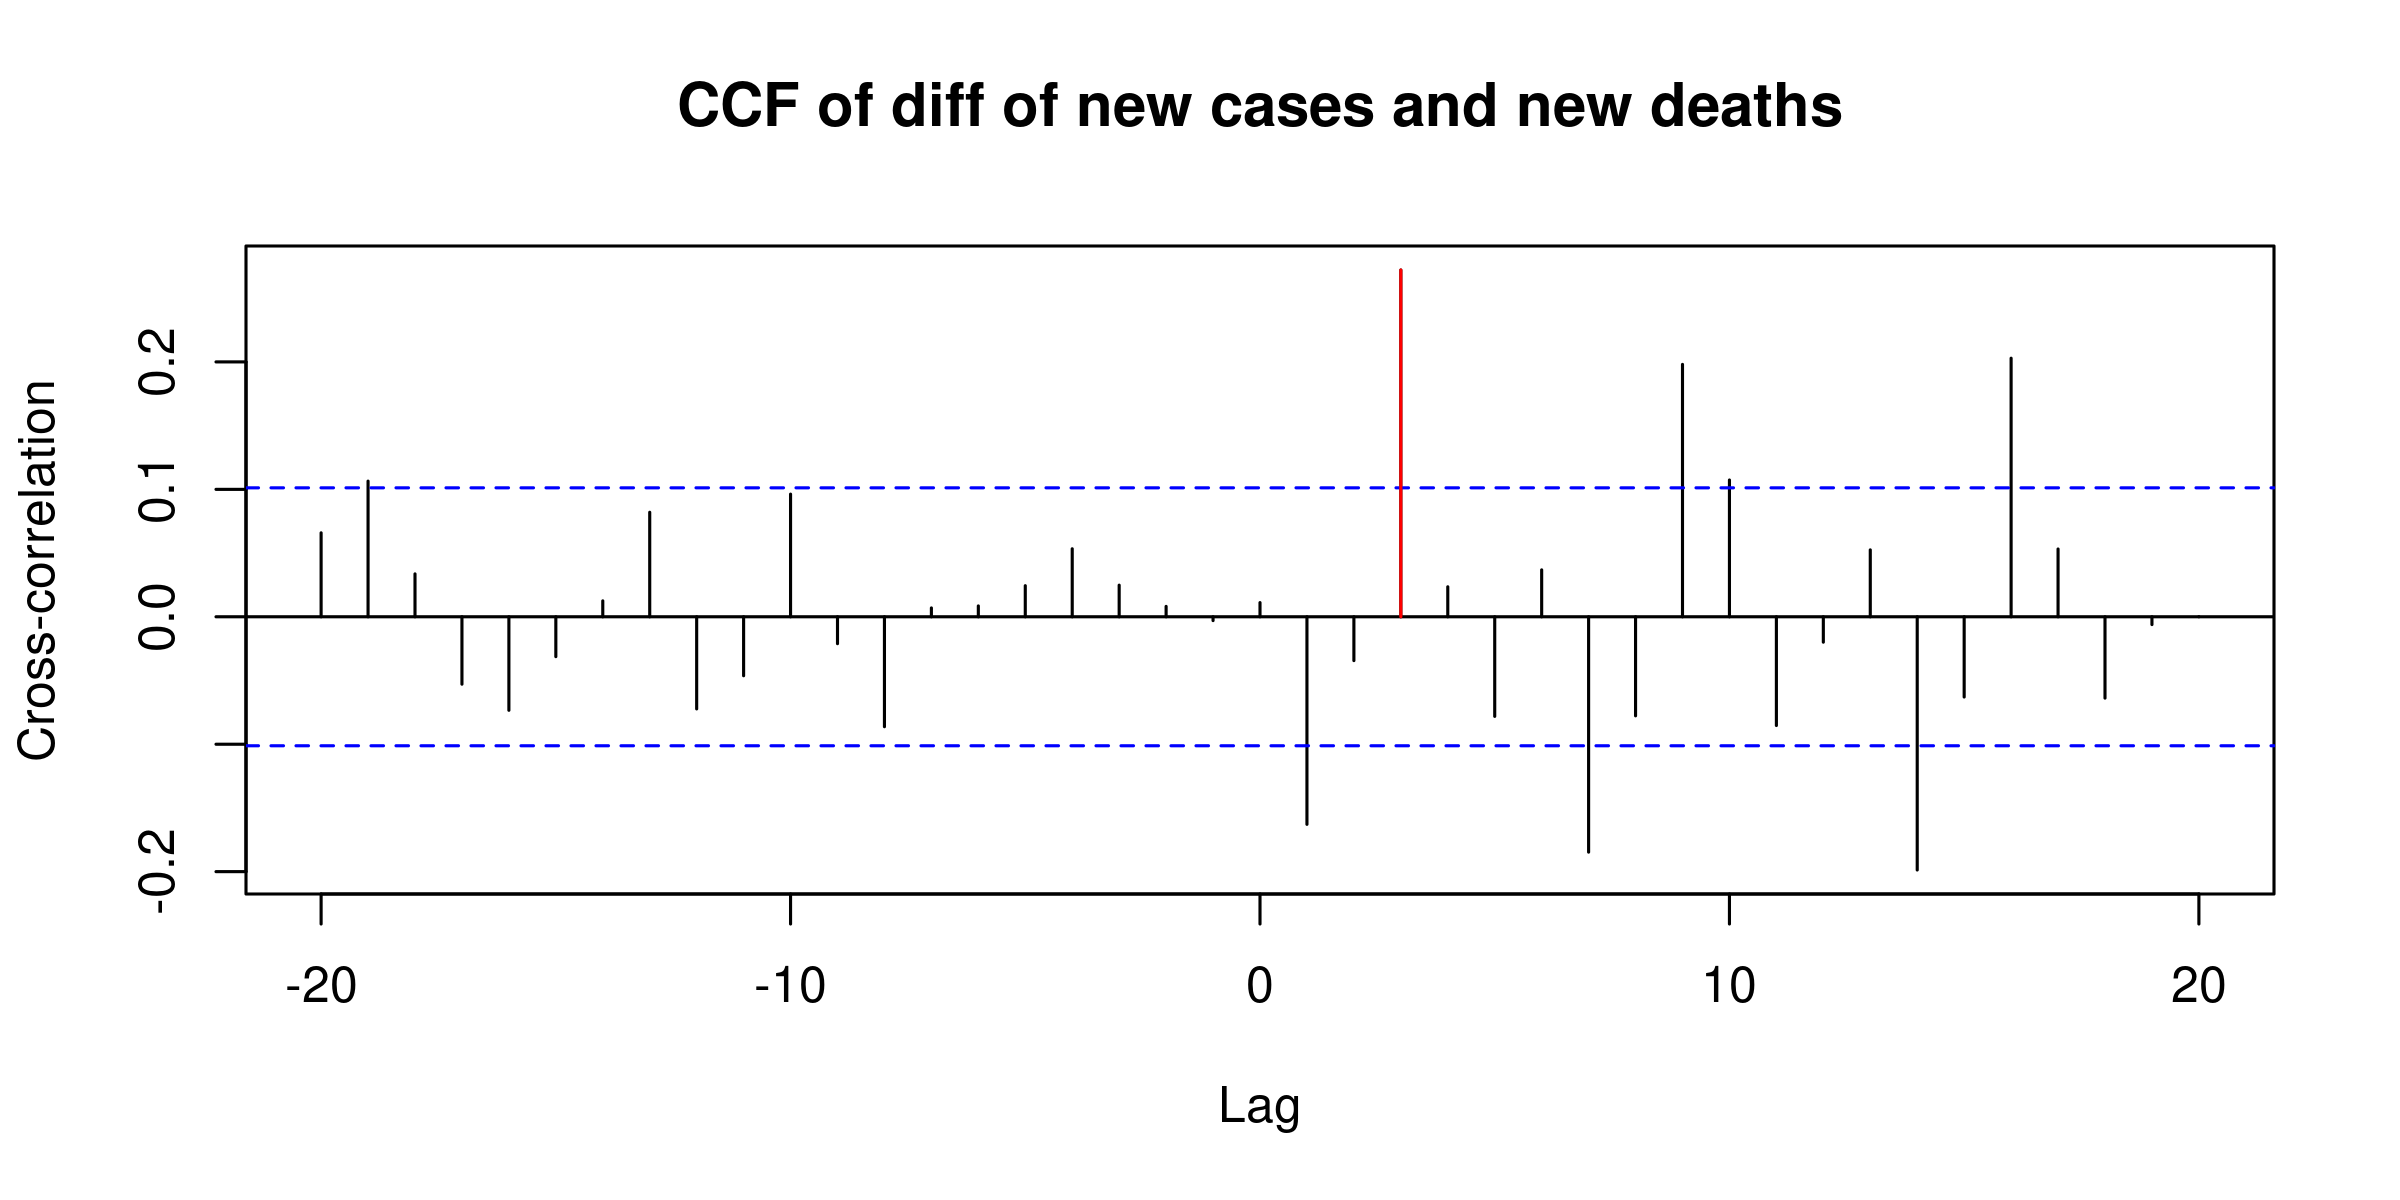 CCF of diff of new cases and new deaths
Cross-correlation
0.2
0.1
0.0
-0.2
-20 -10 0 10 20
Lag